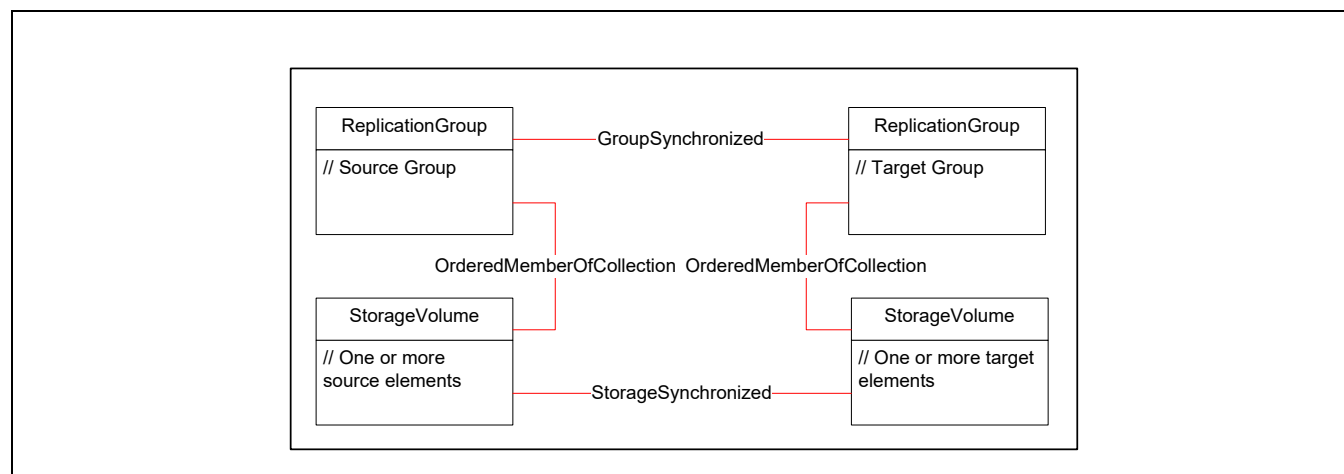 ReplicationGroup
// Source Group
GroupSynchronized
ReplicationGroup
// Target Group
OrderedMemberOfCollection
OrderedMemberOfCollection
StorageVolume
// One or more
source elements
StorageSynchronized
StorageVolume
// One or more target
elements